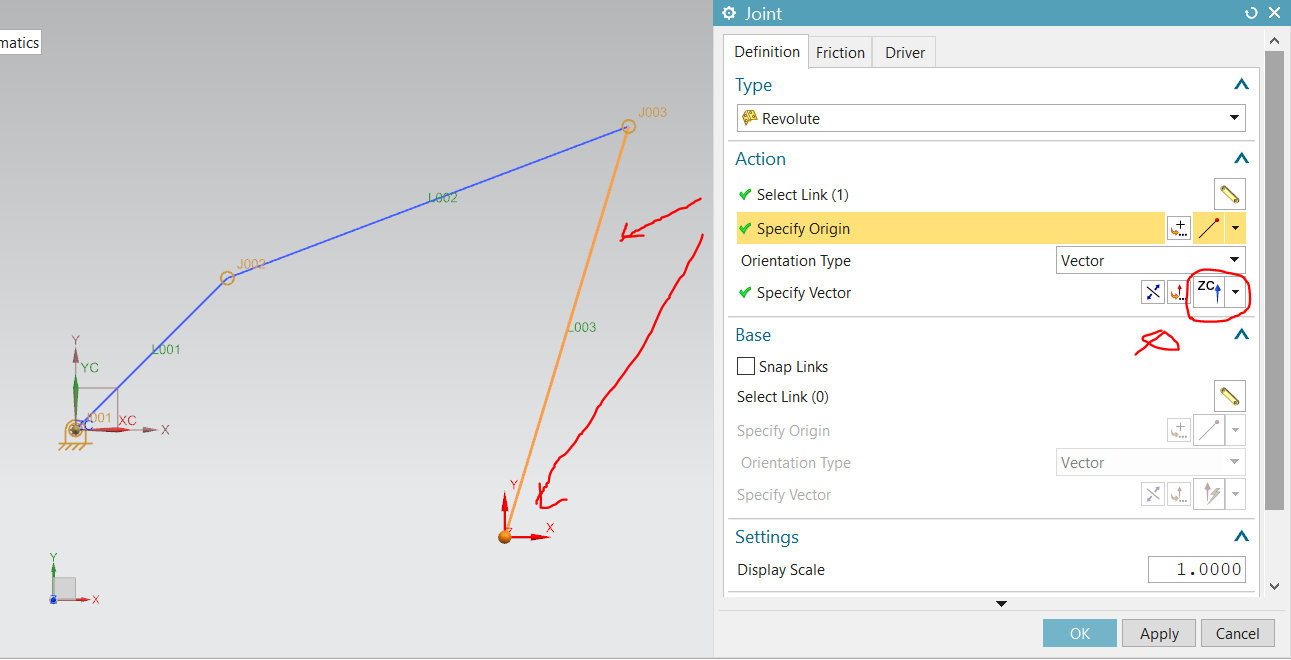 matics
J003
L002
J002
L003
L001
Y
YC
J001
XC
X
Y
X
Y
X
Joint
Definition
Friction
Driver
Type
Revolute
Action
Select Link (1)
Specify Origin
Orientation Type
Vector
Specify Vector
ZC
Base
Snap Links
Select Link (0)
Specify Origin
Orientation Type
Vector
Specify Vector
Settings
Display Scale
1.0000
OK
Apply
Cancel